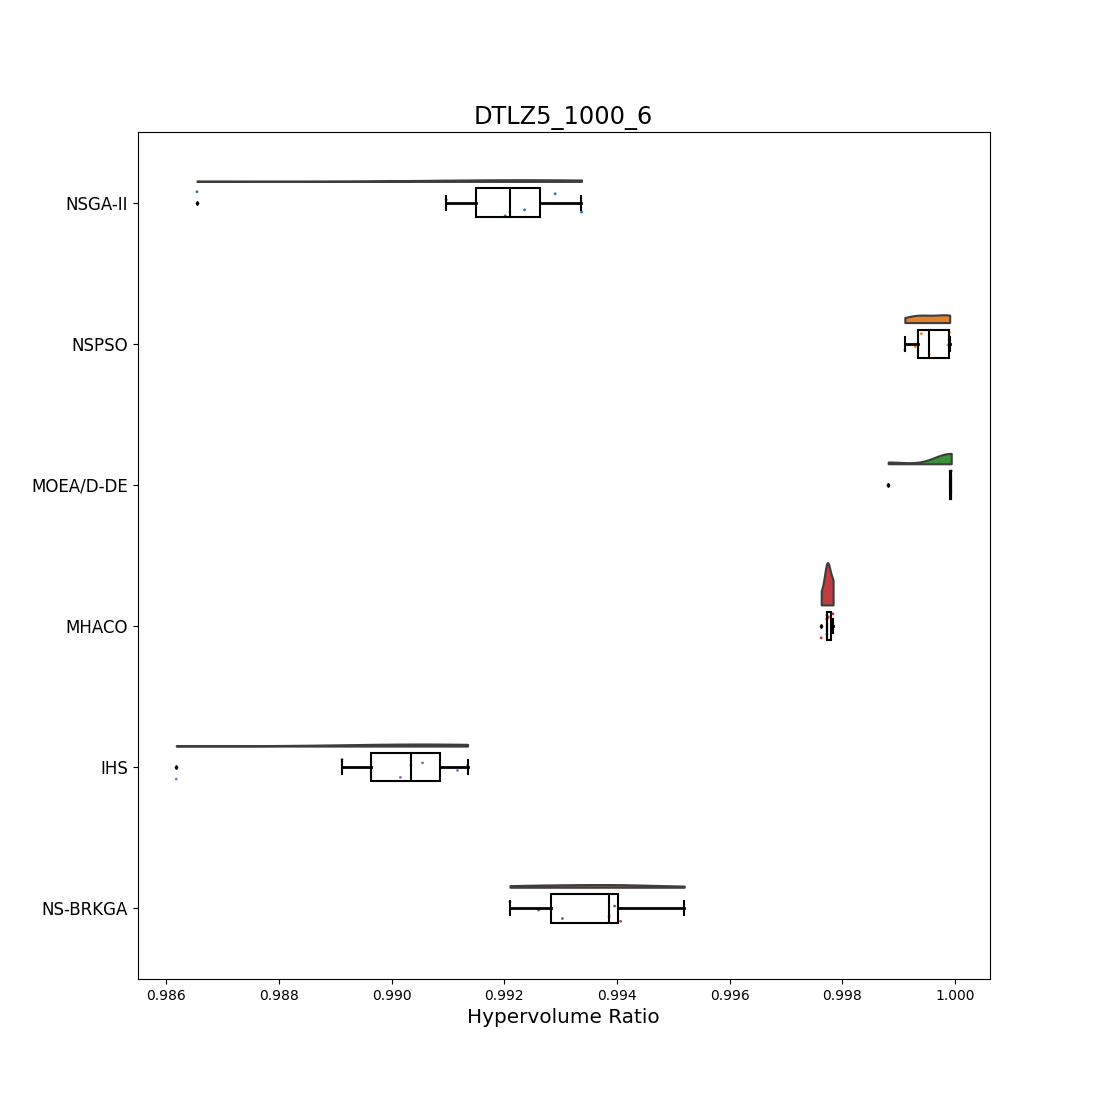 DTLZ5_1000_6
NSGA-II
NSPSO
MOEA/D-DE
MHACO
IHS
NS-BRKGA
0.986 0.988 0.990 0.992 0.994 0.996 0.998 1.000
Hypervolume Ratio